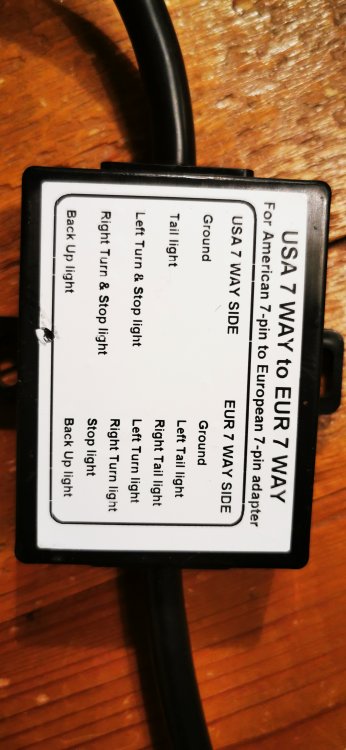 USA 7 WAY to EUR 7 WAY
For American 7-pin to European 7-pin adapter
USA 7 WAY SIDE
Ground
Tail light
Left Turn & Stop light
Right Turn & Stop light
Back Up light
EUR 7 WAY SIDE
Ground
Left Tail light
Right Tail light
Left Turn light
Right Turn light
Stop light
Back Up light